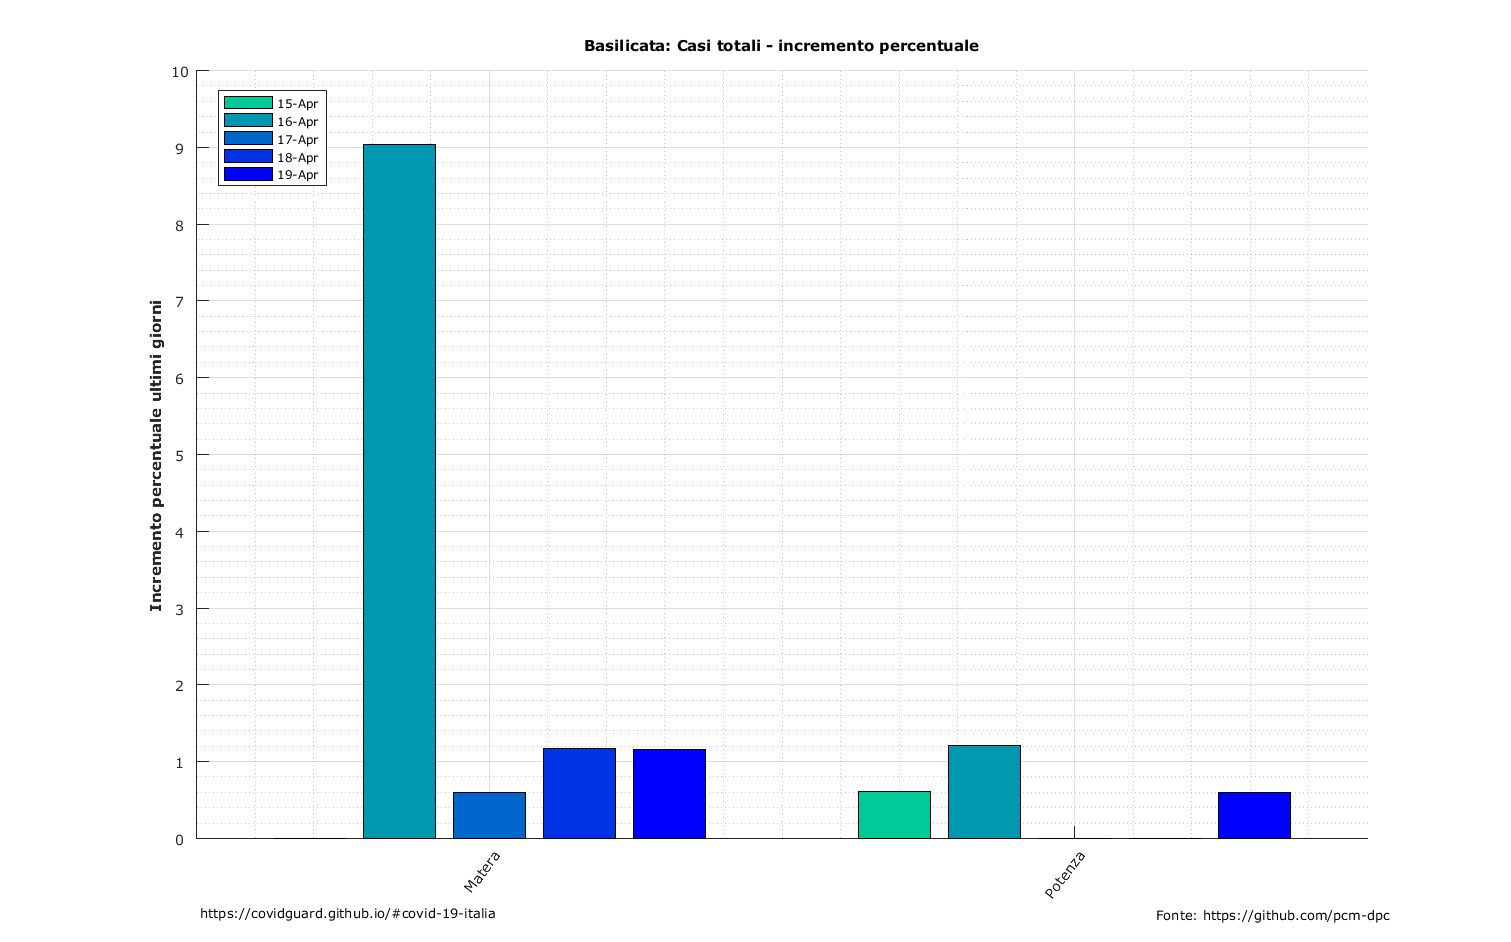 Basilicata: Casi totali - incremento percentuale
Incremento percentuale ultimi giorni
10
9
8
7
6
5
4
3
2
1
0
15-Apr
16-Apr
17-Apr
18-Apr
19-Apr
Matera
Potenza
https://covidguard.github.io/#covid-19-italia
Fonte: https://github.com/pcm-dpc